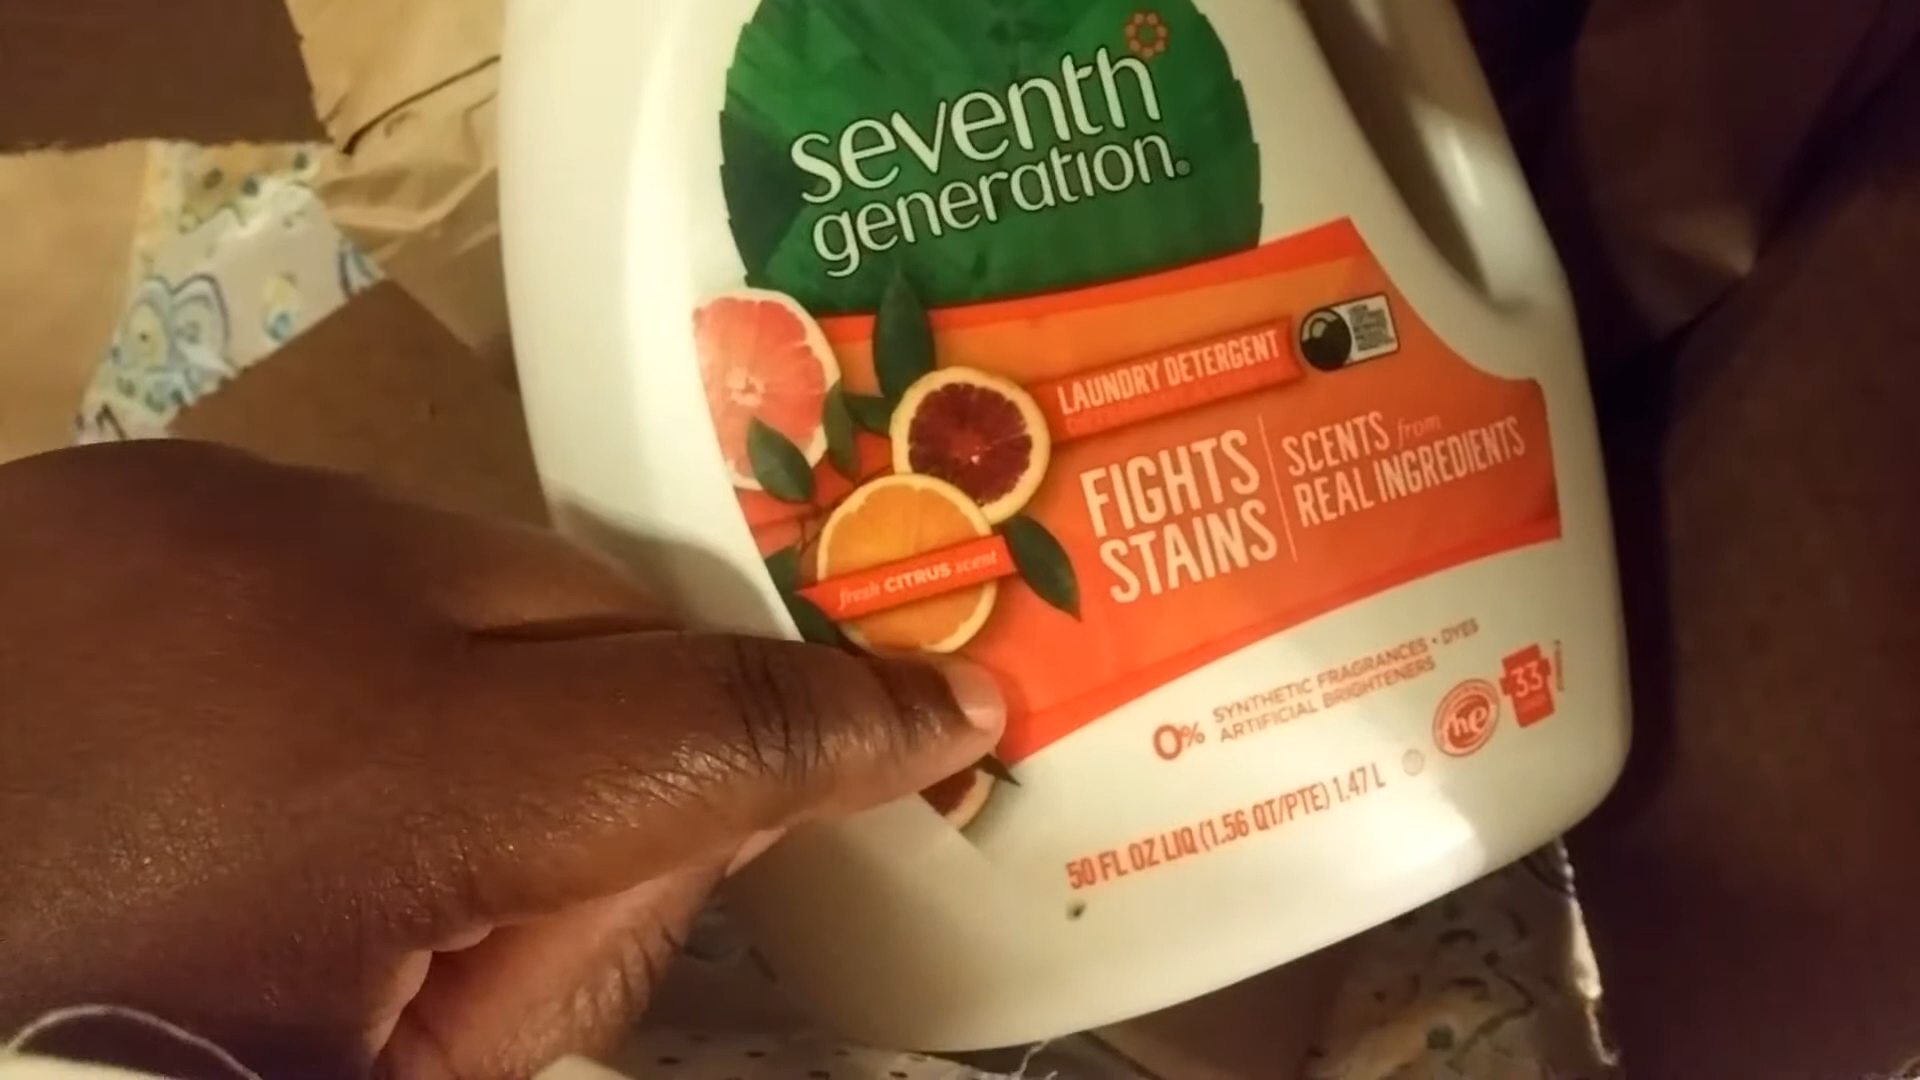 seventh
generation.
LAUNDRY DETERGENT
FIGHTS
STAINS
SCENTS from
REAL INGREDIENTS
fresh CITRUS scent
0%
SYNTHETIC FRAGRANCES • DYES
ARTIFICIAL BRIGHTENERS
he
33
50 FL OZ LIQ (1.56 QT/PTE) 1.47 L